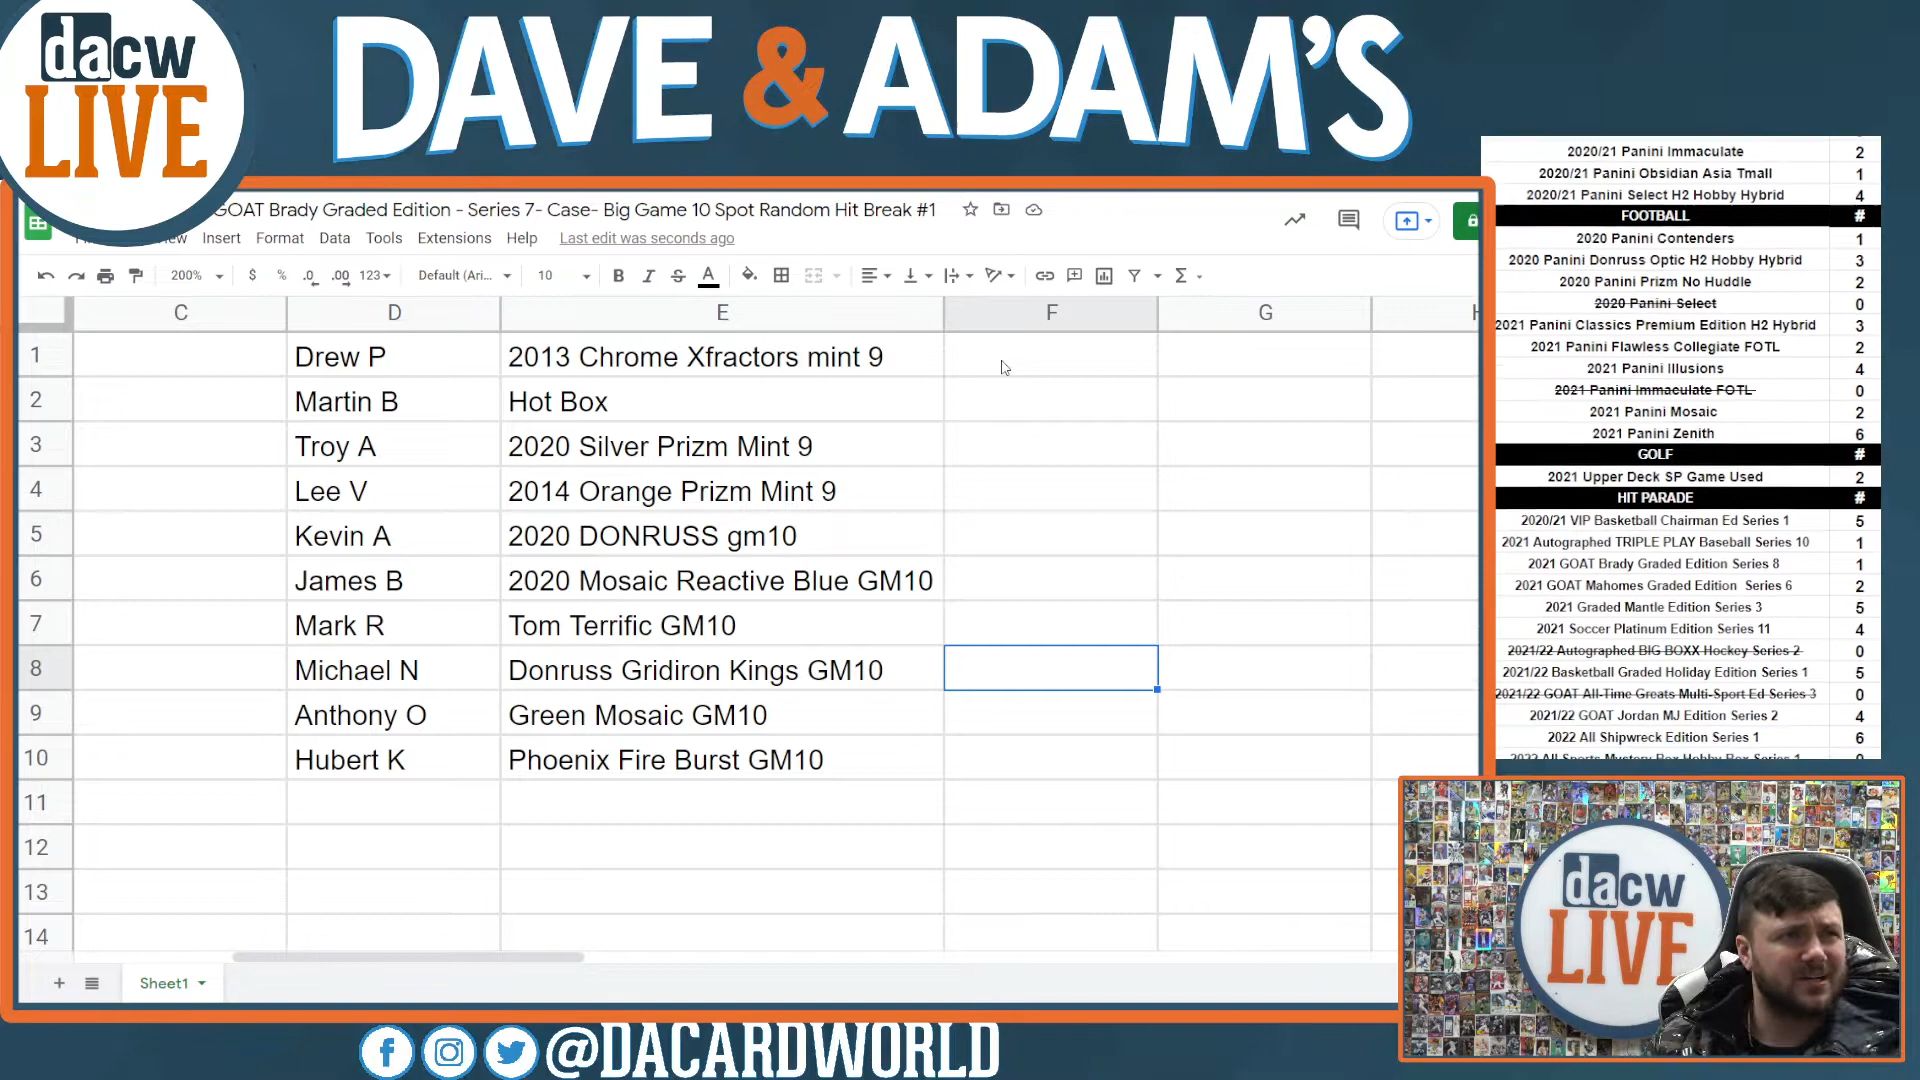 dacw
LIVE
DAVE & ADAM'S
GOAT Brady Graded Edition - Series 7- Case- Big Game 10 Spot Random Hit Break #1
Insert Format Data Tools Extensions Help Last edit was seconds ago
200% $ % .0 .00 123 Default (Ari... 10 B I S A
C D E F G H
1 Drew P 2013 Chrome Xfractors mint 9
2 Martin B Hot Box
3 Troy A 2020 Silver Prizm Mint 9
4 Lee V 2014 Orange Prizm Mint 9
5 Kevin A 2020 DONRUSS gm10
6 James B 2020 Mosaic Reactive Blue GM10
7 Mark R Tom Terrific GM10
8 Michael N Donruss Gridiron Kings GM10
9 Anthony O Green Mosaic GM10
10 Hubert K Phoenix Fire Burst GM10
11
12
13
14
Sheet1
2020/21 Panini Immaculate 2
2020/21 Panini Obsidian Asia Tmall 1
2020/21 Panini Select H2 Hobby Hybrid 4
FOOTBALL #
2020 Panini Contenders 1
2020 Panini Donruss Optic H2 Hobby Hybrid 3
2020 Panini Prizm No Huddle 2
2020 Panini Select 0
2021 Panini Classics Premium Edition H2 Hybrid 3
2021 Panini Flawless Collegiate FOTL 2
2021 Panini Illusions 4
2021 Panini Immaculate FOTL 0
2021 Panini Mosaic 2
2021 Panini Zenith 6
GOLF #
2021 Upper Deck SP Game Used 2
HIT PARADE #
2020/21 VIP Basketball Chairman Ed Series 1 5
2021 Autographed TRIPLE PLAY Baseball Series 10 1
2021 GOAT Brady Graded Edition Series 8 1
2021 GOAT Mahomes Graded Edition Series 6 2
2021 Graded Mantle Edition Series 3 5
2021 Soccer Platinum Edition Series 11 4
2021/22 Autographed BIG BOXX Hockey Series 2 0
2021/22 Basketball Graded Holiday Edition Series 1 5
2021/22 GOAT All-Time Greats Multi-Sport Ed Series 3 0
2021/22 GOAT Jordan MJ Edition Series 2 4
2022 All Shipwreck Edition Series 1 6
2022 All Sports Mystery Box Hobby Box Series 1 0
dacw
LIVE
@DACARDWORLD